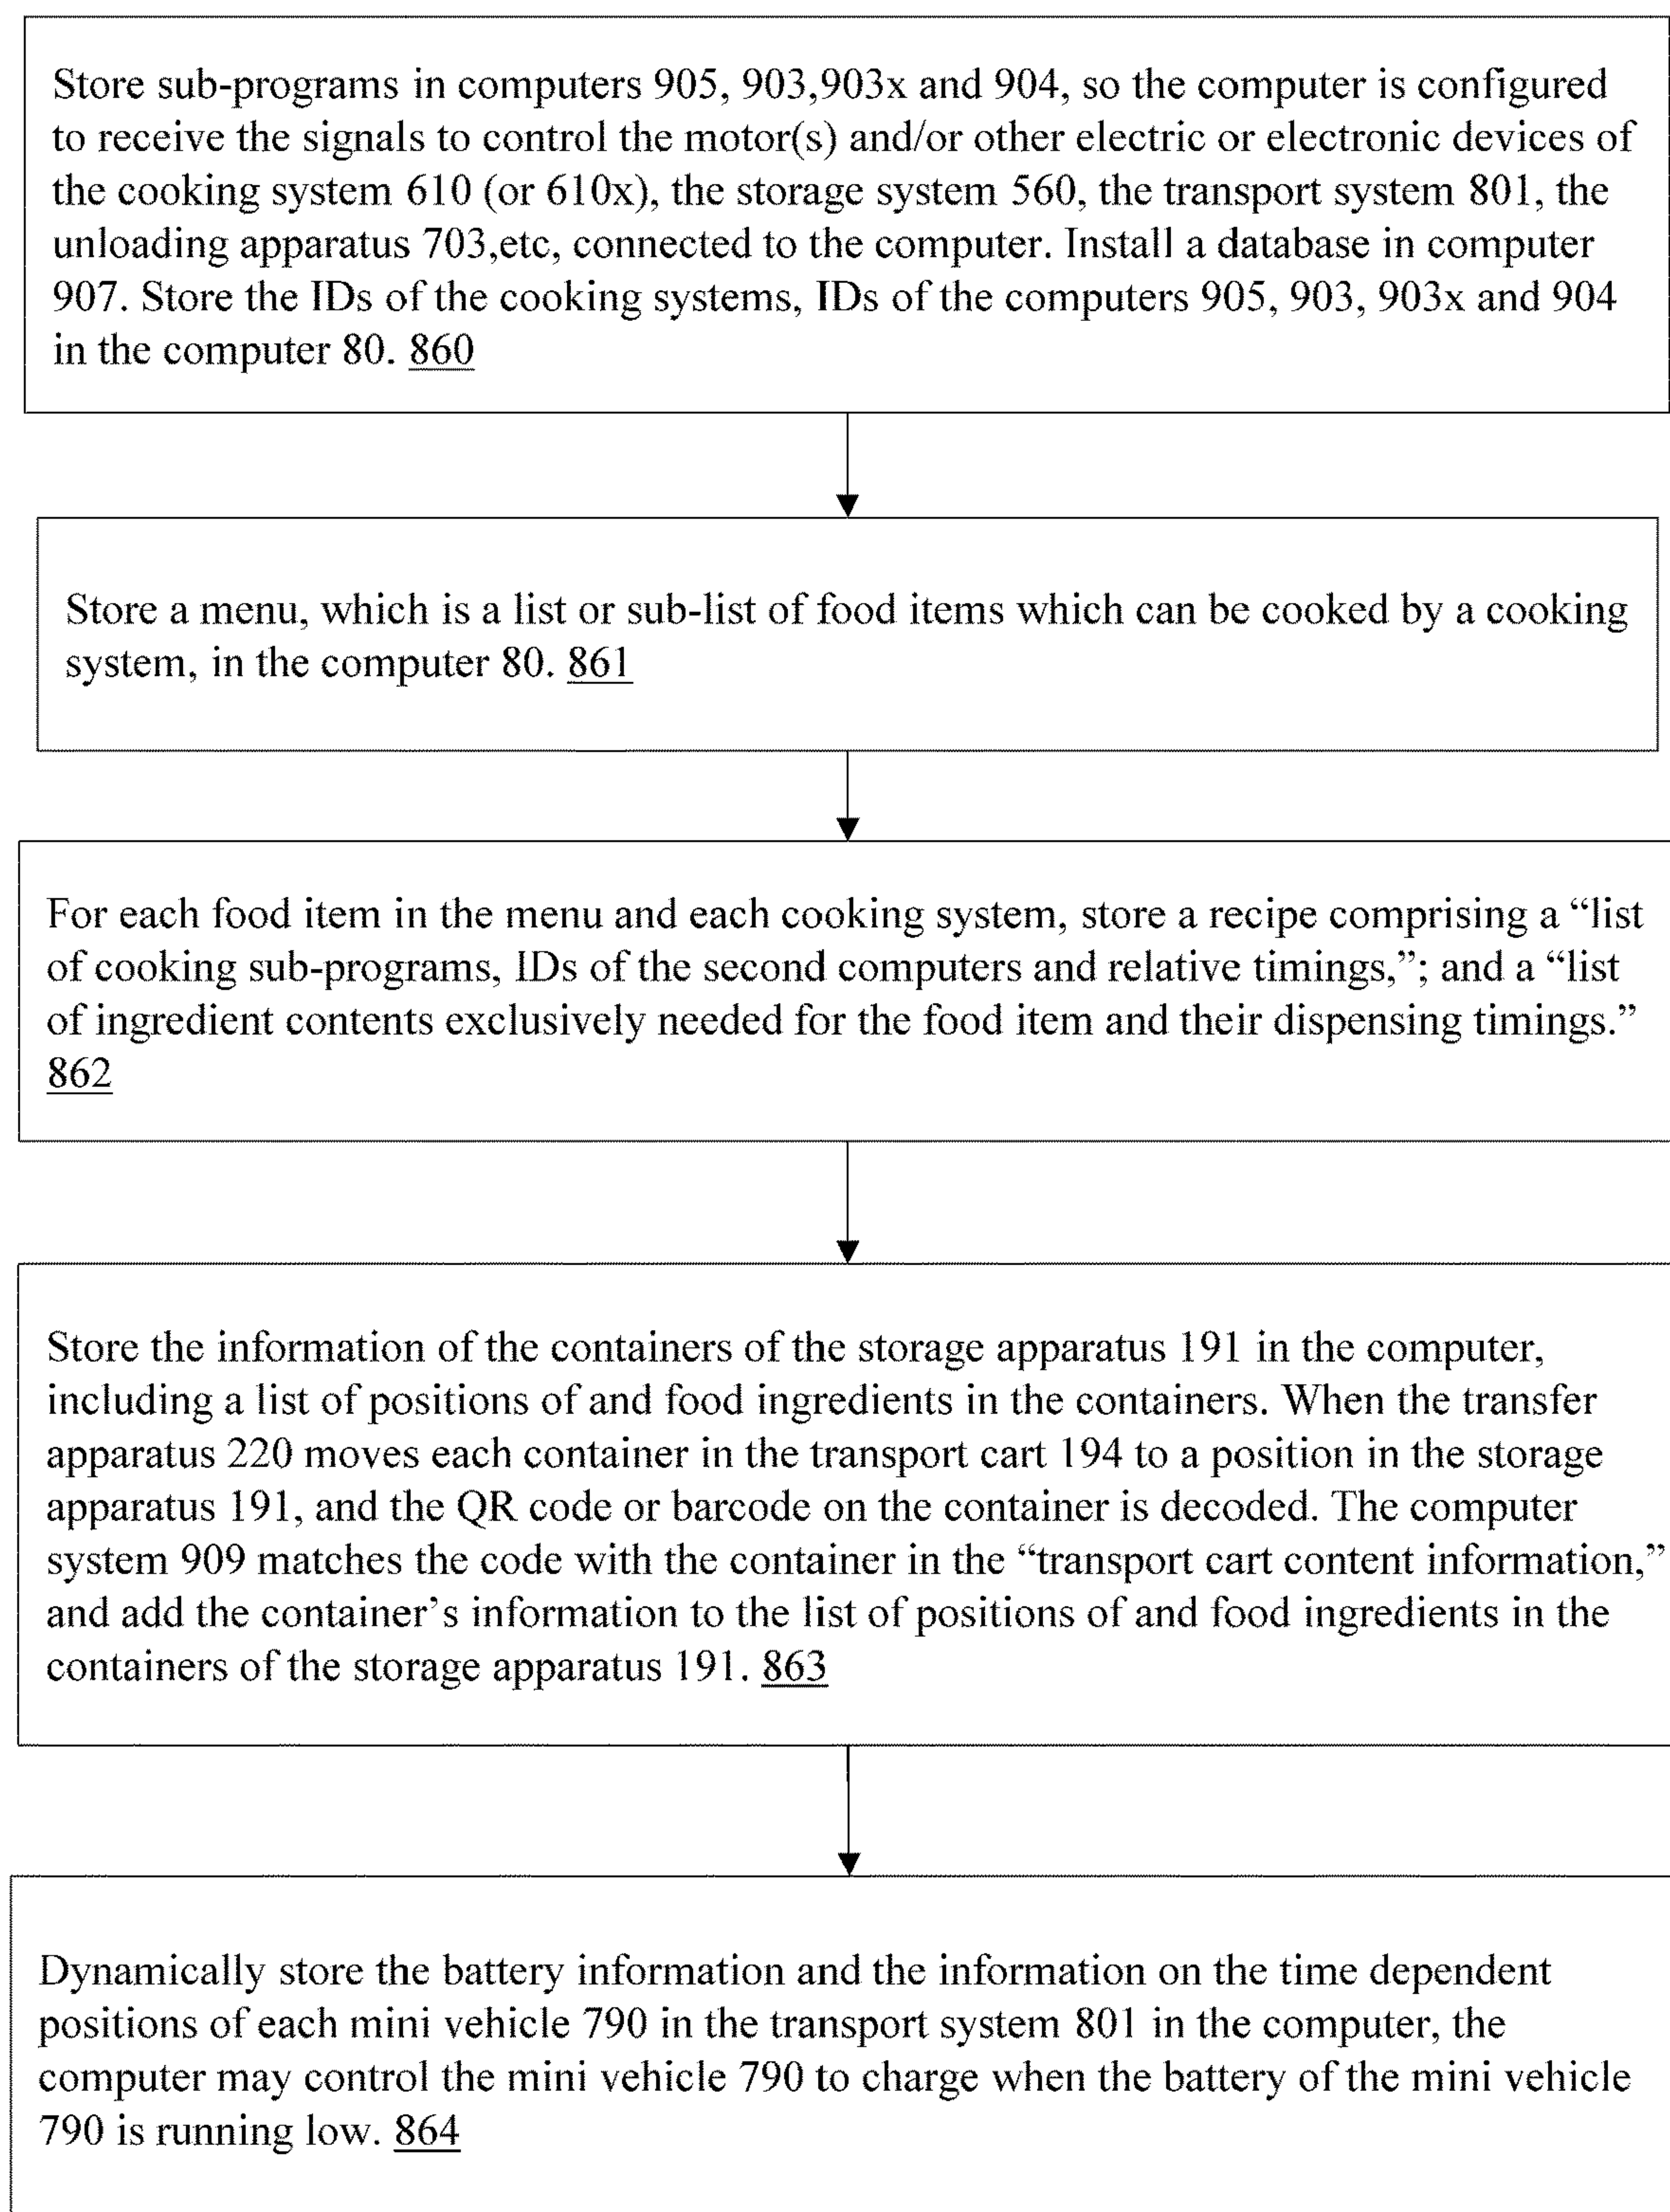 Store sub-programs in computers 905, 903,903x and 904, so the computer is configured
to receive the signals to control the motor(s) and/or other electric or electronic devices of
the cooking system 610 (or 610x), the storage system 560, the transport system 801, the
unloading apparatus 703,etc, connected to the computer. Install a database in computer
907. Store the IDs of the cooking systems, IDs of the computers 905, 903, 903x and 904
in the computer 80. 860
Store a menu, which is a list or sub-list of food items which can be cooked by a cooking
system, in the computer 80. 861
For each food item in the menu and each cooking system, store a recipe comprising a “list
of cooking sub-programs, IDs of the second computers and relative timings,”; and a “list
of ingredient contents exclusively needed for the food item and their dispensing timings.”
862
Store the information of the containers of the storage apparatus 191 in the computer,
including a list of positions of and food ingredients in the containers. When the transfer
apparatus 220 moves each container in the transport cart 194 to a position in the storage
apparatus 191, and the QR code or barcode on the container is decoded. The computer
system 909 matches the code with the container in the “transport cart content information,”
and add the container’s information to the list of positions of and food ingredients in the
containers of the storage apparatus 191. 863
Dynamically store the battery information and the information on the time dependent
positions of each mini vehicle 790 in the transport system 801 in the computer, the
computer may control the mini vehicle 790 to charge when the battery of the mini vehicle
790 is running low. 864